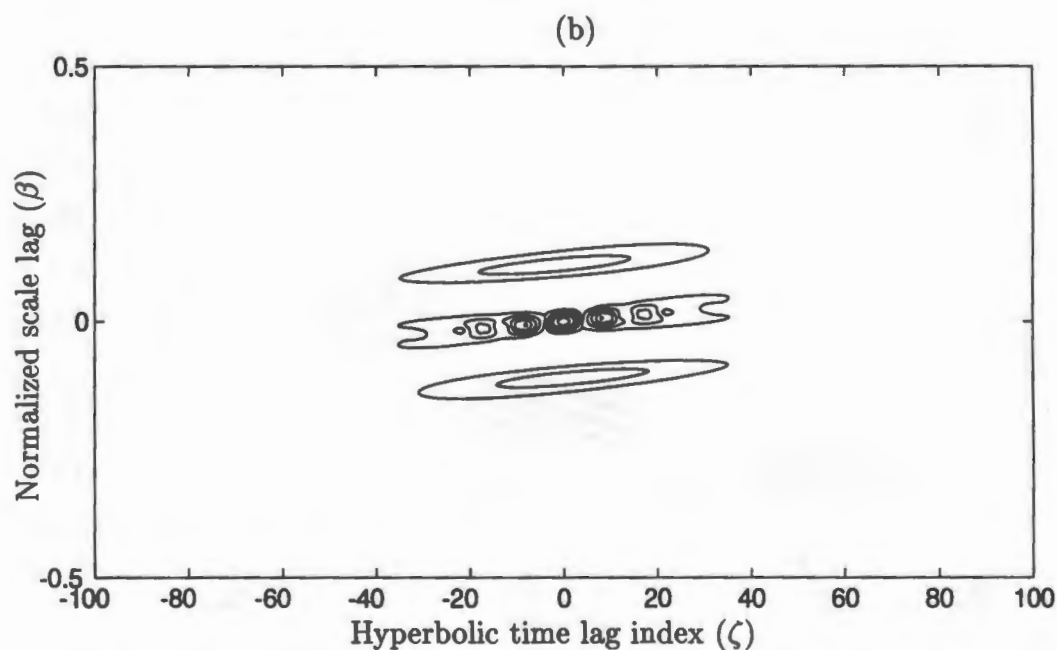 (b)
0.5
Normalized scale lag (β)
0
-0.5
-100 -80 -60 -40 -20 0 20 40 60 80 100
Hyperbolic time lag index (ζ)